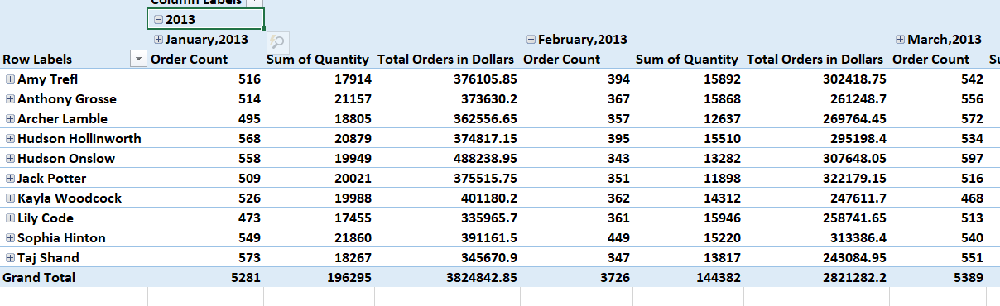 Column Labels
2013
January,2013 February,2013 March,2013
Row Labels Order Count Sum of Quantity Total Orders in Dollars Order Count Sum of Quantity Total Orders in Dollars Order Count
Amy Trefl 516 17914 376105.85 394 15892 302418.75 542
Anthony Grosse 514 21157 373630.2 367 15868 261248.7 556
Archer Lamble 495 18805 362556.65 357 12637 269764.45 572
Hudson Hollinworth 568 20879 374817.15 395 15510 295198.4 534
Hudson Onslow 558 19949 488238.95 343 13282 307648.05 597
Jack Potter 509 20021 375515.75 351 11898 322179.15 516
Kayla Woodcock 526 19988 401180.2 362 14312 247611.7 468
Lily Code 473 17455 335965.7 361 15946 258741.65 513
Sophia Hinton 549 21860 391161.5 449 15220 313386.4 540
Taj Shand 573 18267 345670.9 347 13817 243084.95 551
Grand Total 5281 196295 3824842.85 3726 144382 2821282.2 5389